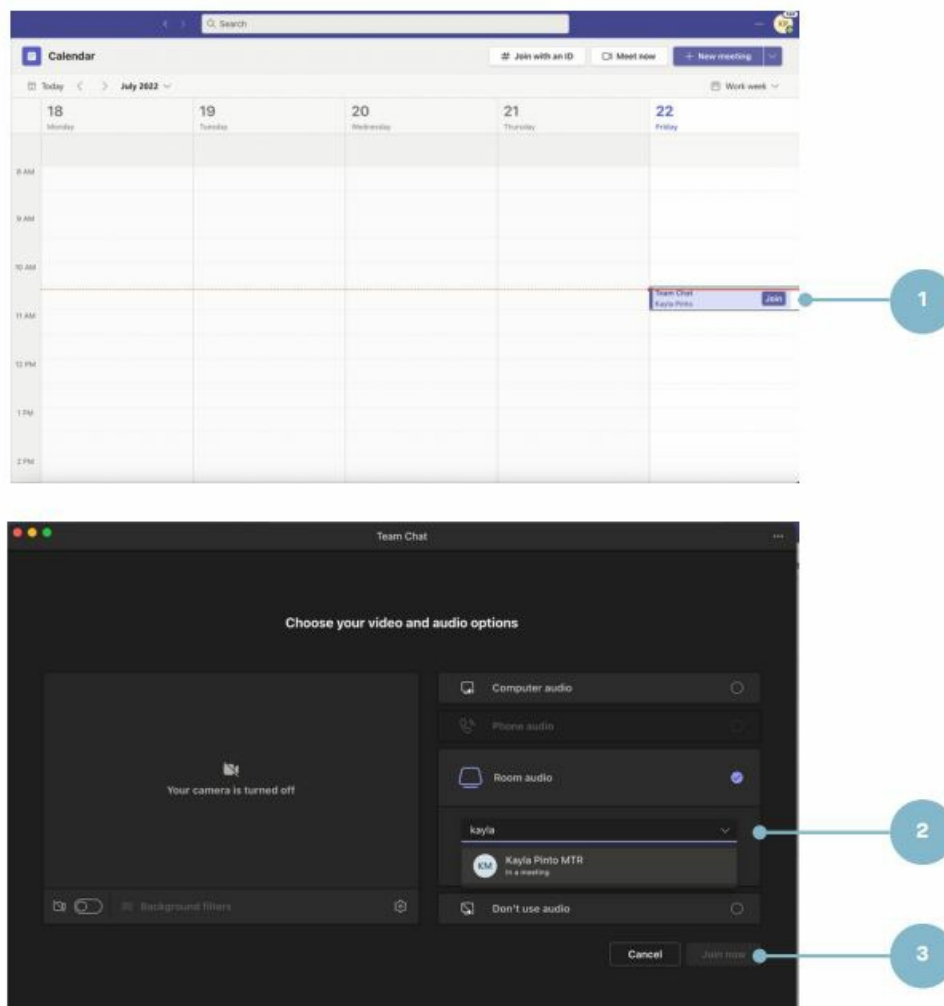 Search
Calendar
# Join with an ID
Meet now
+ New meeting
Today
July 2022
Work week
18
Monday
19
Tuesday
20
Wednesday
21
Thursday
22
Friday
8 AM
9 AM
10 AM
Team Chat
Kayla Pinto
Join
1
11 AM
12 PM
1 PM
2 PM
Team Chat
Choose your video and audio options
Computer audio
Phone audio
Your camera is turned off
Room audio
kayla
2
KM
Kayla Pinto MTR
In a meeting
Background filters
Don't use audio
Cancel
Join now
3